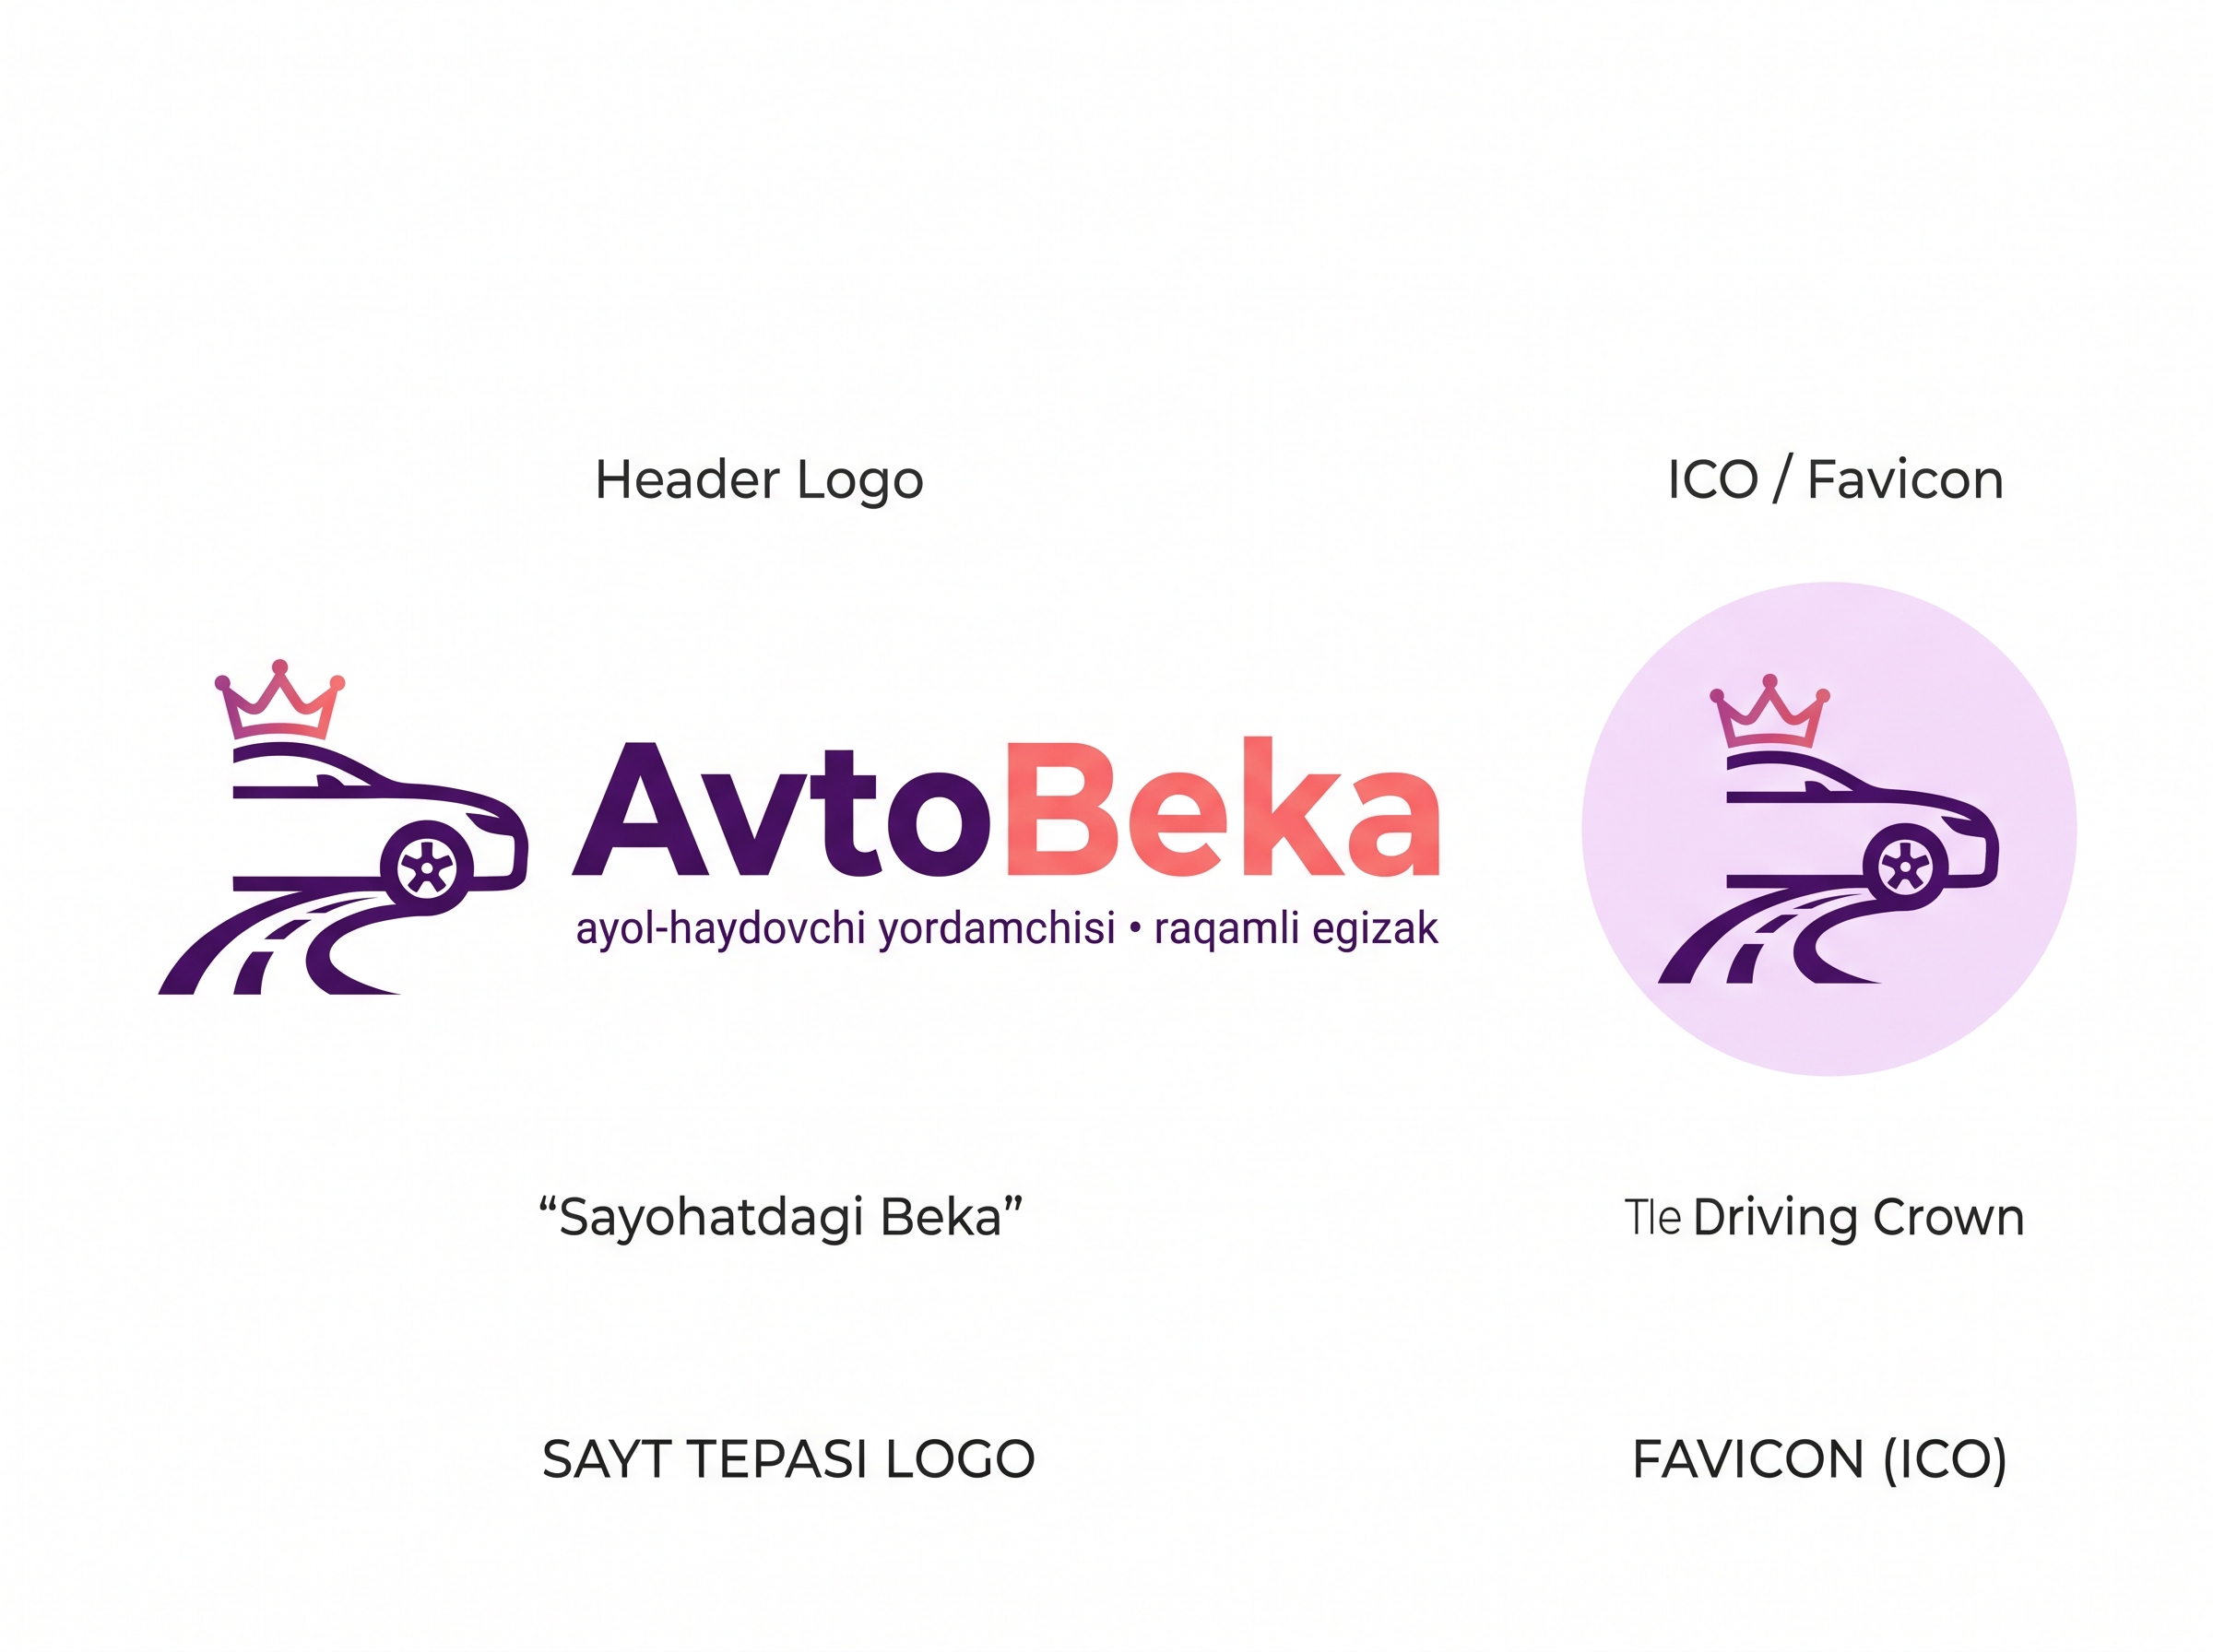 Header Logo
ICO / Favicon
AvtoBeka
ayol-haydovchi yordamchisi • raqamli egizak
“Sayohatdagi Beka”
Tle Driving Crown
SAYT TEPASI LOGO
FAVICON (ICO)